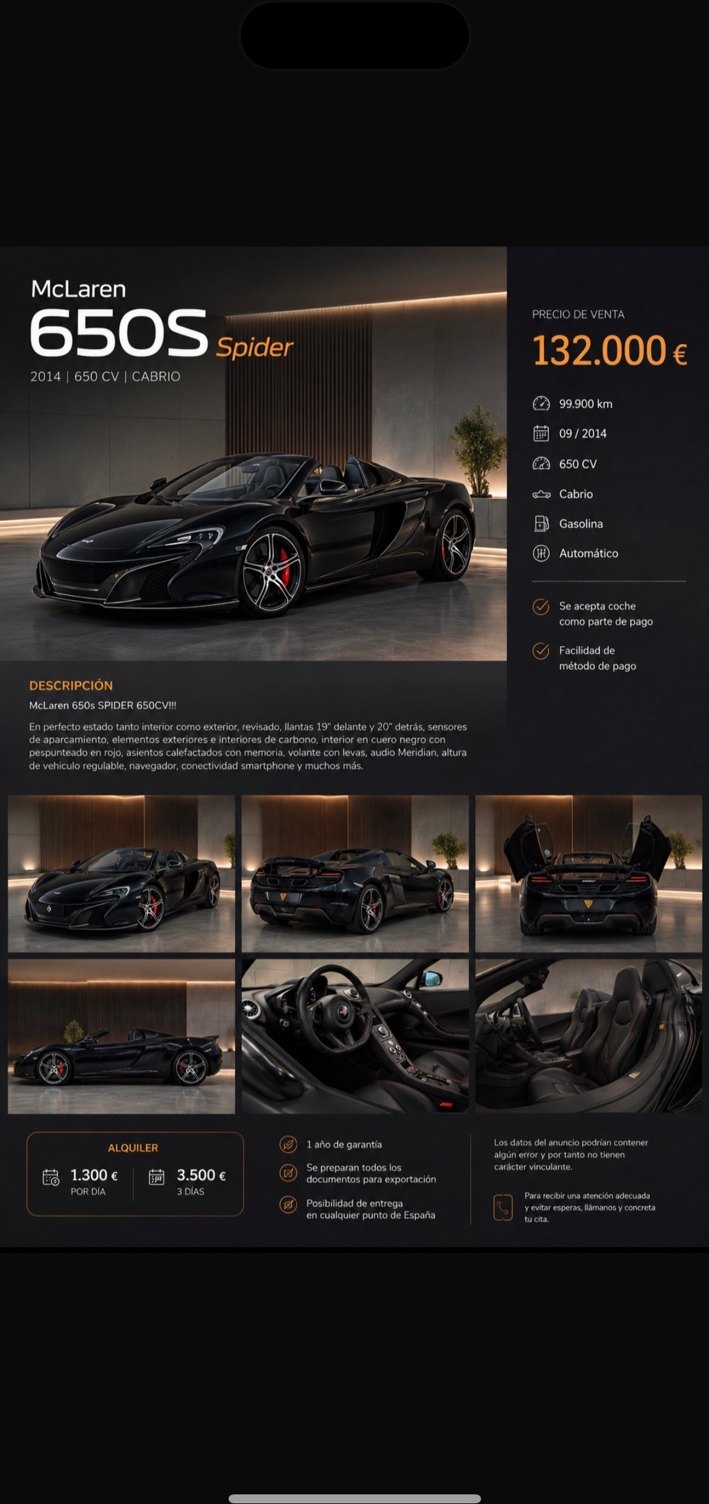 McLaren
650S Spider
2014 | 650 CV | CABRIO
PRECIO DE VENTA
132.000 €
99.900 km
09 / 2014
650 CV
Cabrio
Gasolina
Automático
Se acepta coche
como parte de pago
Facilidad de
método de pago
DESCRIPCIÓN
McLaren 650s SPIDER 650CV!!!
En perfecto estado tanto interior como exterior, revisado, llantas 19" delante y 20" detrás, sensores
de aparcamiento, elementos exteriores e interiores de carbono, interior en cuero negro con
pespunteado en rojo, asientos calefactados con memoria, volante con levas, audio Meridian, altura
de vehiculo regulable, navegador, conectividad smartphone y muchos más.
ALQUILER
1.300 €
POR DÍA
3.500 €
3 DÍAS
1 año de garantía
Se preparan todos los
documentos para exportación
Posibilidad de entrega
en cualquier punto de España
Los datos del anuncio podrían contener
algún error y por tanto no tienen
carácter vinculante.
Para recibir una atención adecuada
y evitar esperas, llámanos y concreta
tu cita.